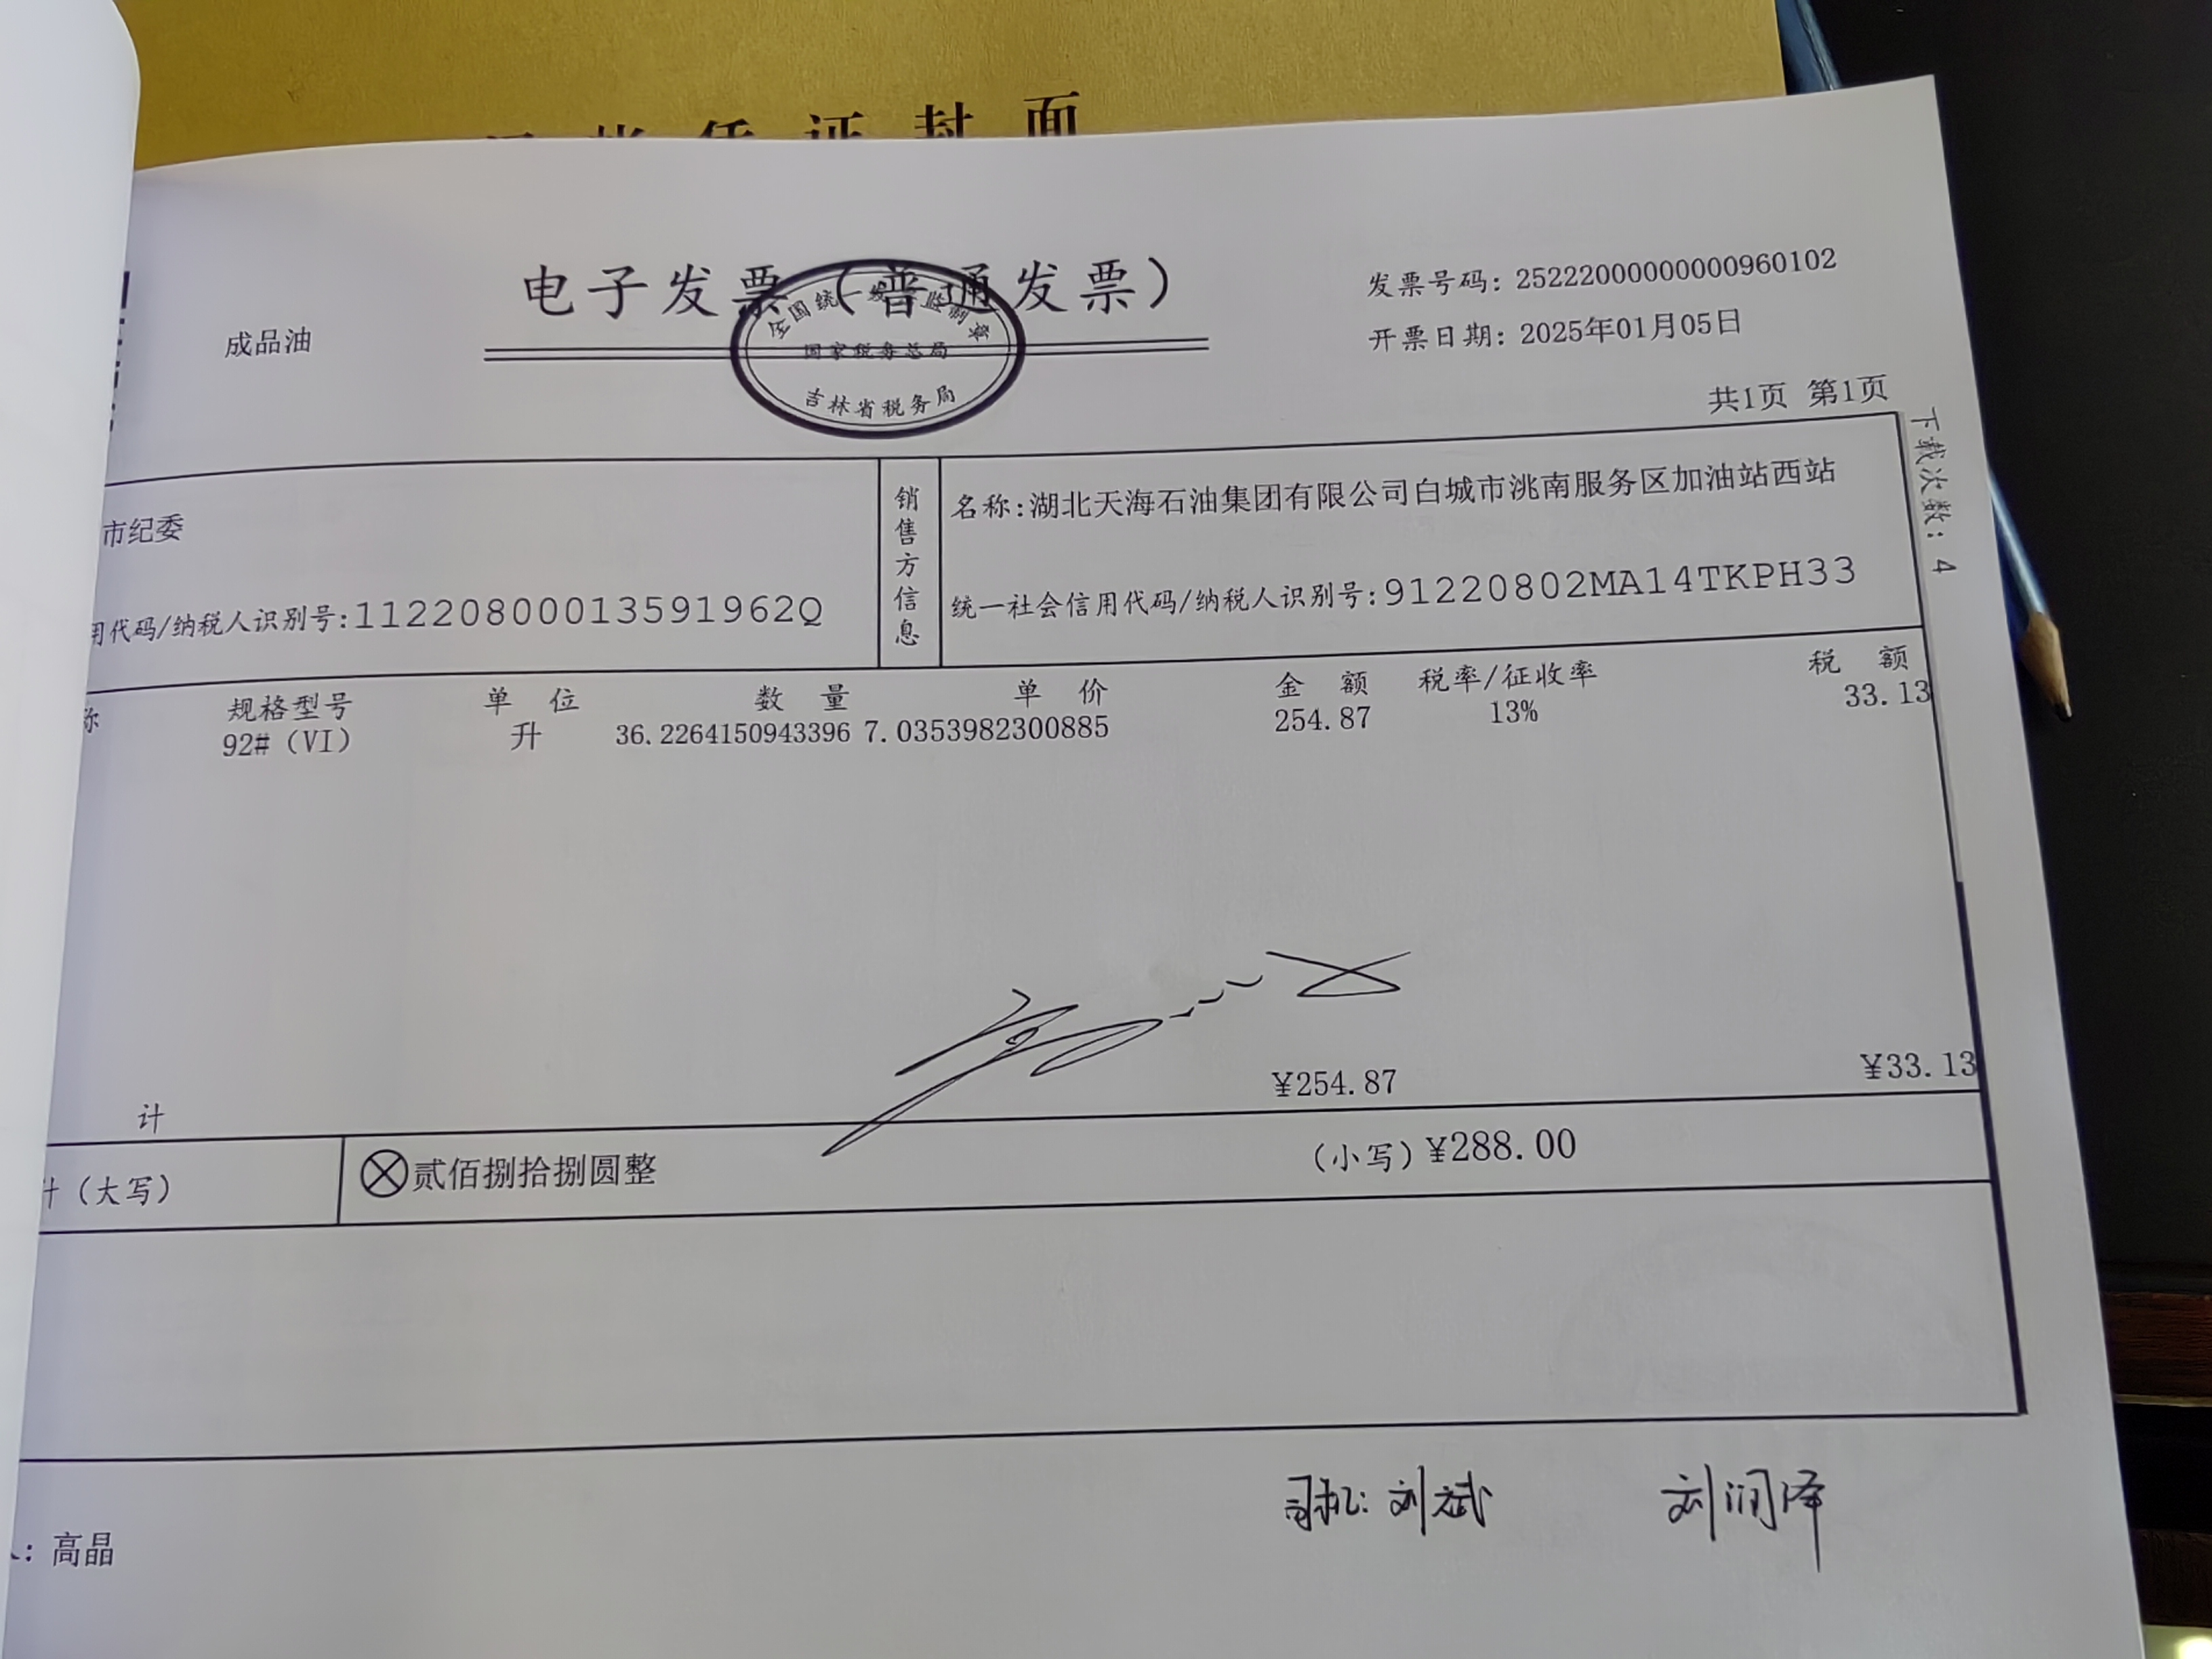 凭证封面
电子发票（普通发票）
全国统一发票监制章
国家税务总局
吉林省税务局
成品油
发票号码：25222000000000960102
开票日期：2025年01月05日
共1页 第1页
下载次数：4
市纪委
用代码/纳税人识别号：11220800013591962Q
销售方信息
名称：湖北天海石油集团有限公司白城市洮南服务区加油站西站
统一社会信用代码/纳税人识别号：91220802MA14TKPH33
称 规格型号 单 位 数 量 单 价 金 额 税率/征收率 税 额
92#（VI） 升 36.2264150943396 7.0353982300885 254.87 13% 33.13
计 ¥254.87 ¥33.13
计（大写） ⊗贰佰捌拾捌圆整 （小写）¥288.00
司机：刘斌 刘润泽
人：高晶